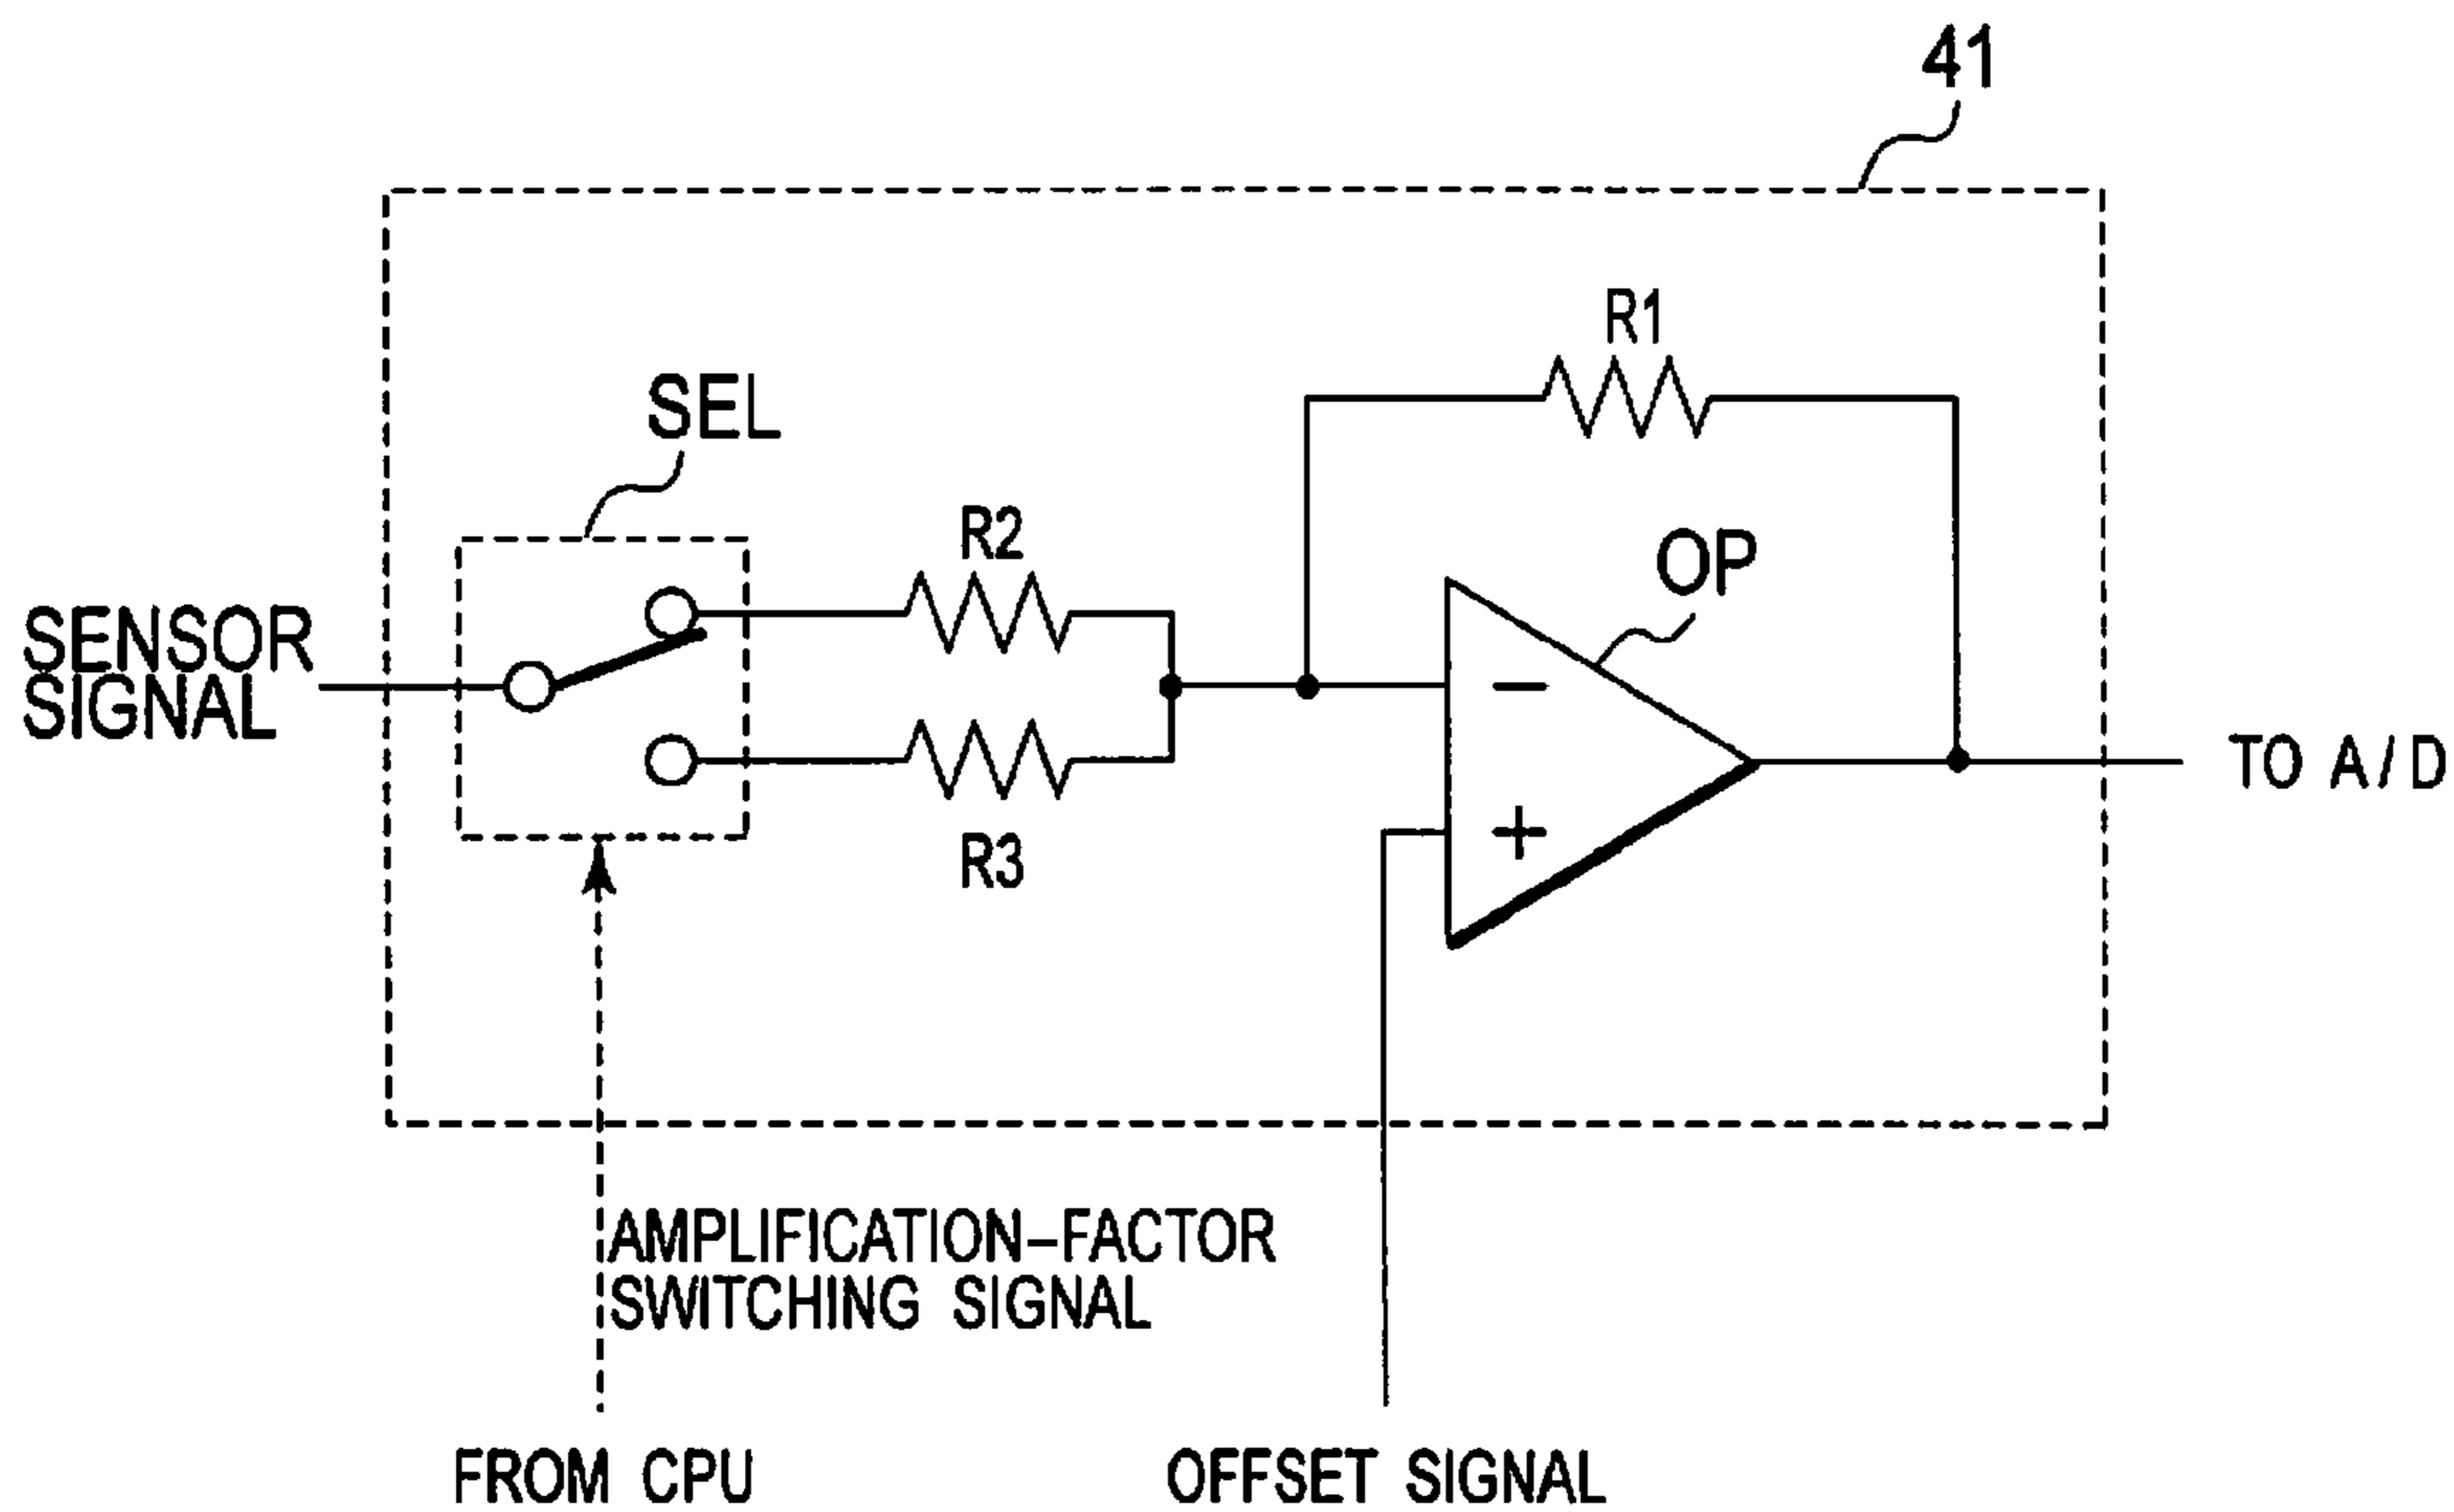 41
R1
SEL
R2
OP
SENSOR
SIGNAL
−
TO A/D
+
R3
AMPLIFICATION−FACTOR
SWITCHING SIGNAL
FROM CPU
OFFSET SIGNAL